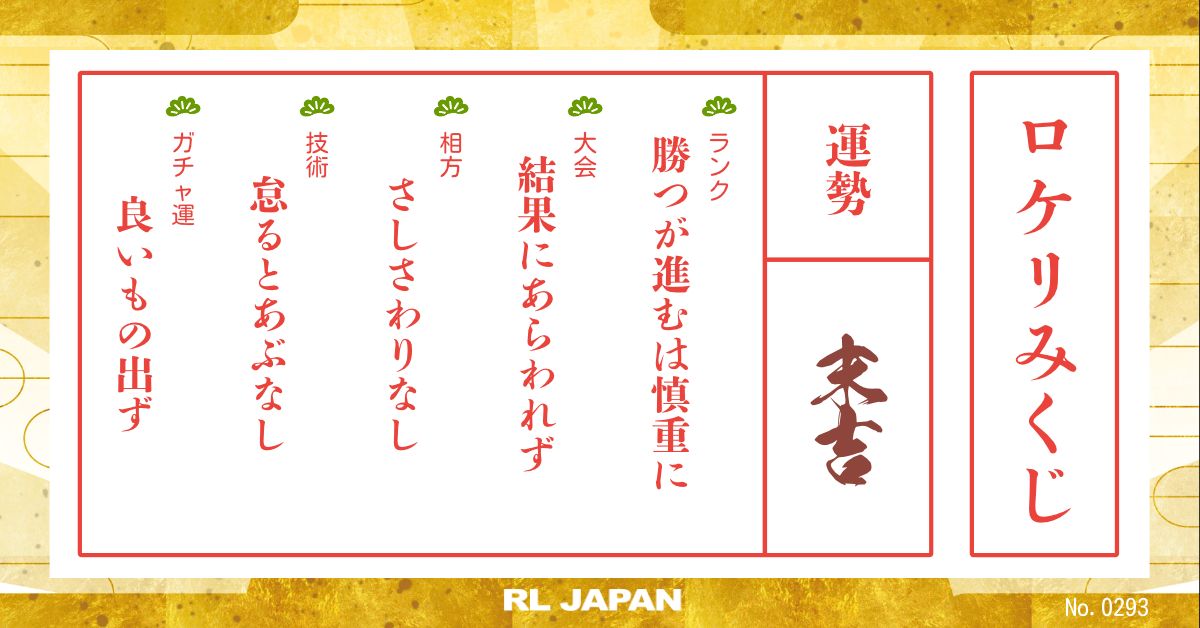 ロケリみくじ
運勢
末吉
ランク
勝つが進むは慎重に
大会
結果にあらわれず
相方
さしさわりなし
技術
怠るとあぶなし
ガチャ運
良いもの出ず
RL JAPAN
No. 0293